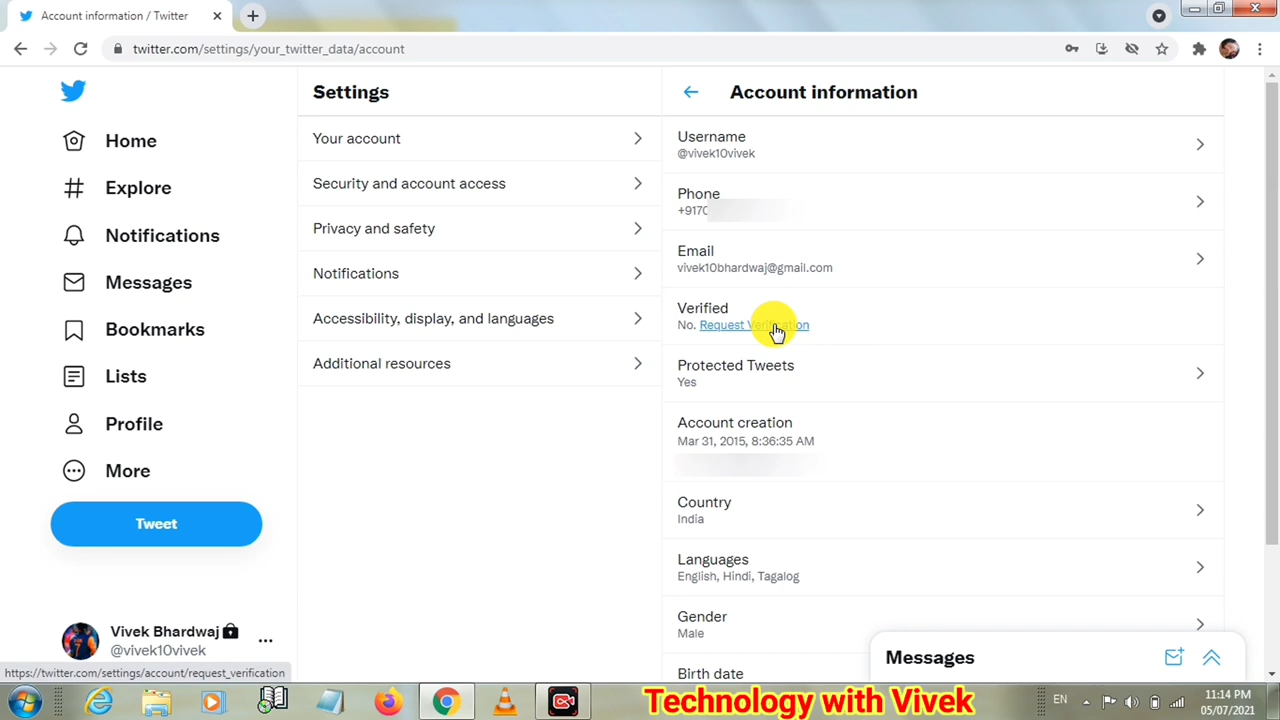 Account information / Twitter
twitter.com/settings/your_twitter_data/account
Home
Explore
Notifications
Messages
Bookmarks
Lists
Profile
More
Tweet
Vivek Bhardwaj
@vivek10vivek
https://twitter.com/settings/account/request_verification
Settings
Your account
Security and account access
Privacy and safety
Notifications
Accessibility, display, and languages
Additional resources
Account information
Username
@vivek10vivek
Phone
+917
Email
vivek10bhardwaj@gmail.com
Verified
No. Request Verification
Protected Tweets
Yes
Account creation
Mar 31, 2015, 8:36:35 AM
Country
India
Languages
English, Hindi, Tagalog
Gender
Male
Birth date
Messages
Technology with Vivek
EN
11:14 PM
05/07/2021